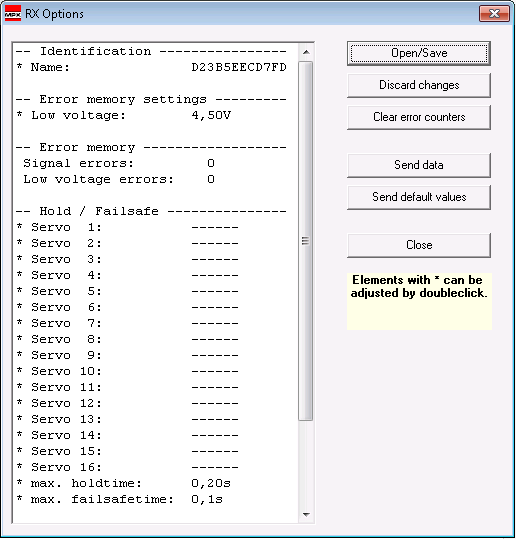 MPX RX Options
-- Identification ----------------
* Name: D23B5EECD7FD
-- Error memory settings ---------
* Low voltage: 4,50V
-- Error memory ------------------
Signal errors: 0
Low voltage errors: 0
-- Hold / Failsafe ---------------
* Servo 1: ------
* Servo 2: ------
* Servo 3: ------
* Servo 4: ------
* Servo 5: ------
* Servo 6: ------
* Servo 7: ------
* Servo 8: ------
* Servo 9: ------
* Servo 10: ------
* Servo 11: ------
* Servo 12: ------
* Servo 13: ------
* Servo 14: ------
* Servo 15: ------
* Servo 16: ------
* max. holdtime: 0,20s
* max. failsafetime: 0,1s
Open/Save
Discard changes
Clear error counters
Send data
Send default values
Close
Elements with * can be
adjusted by doubleclick.